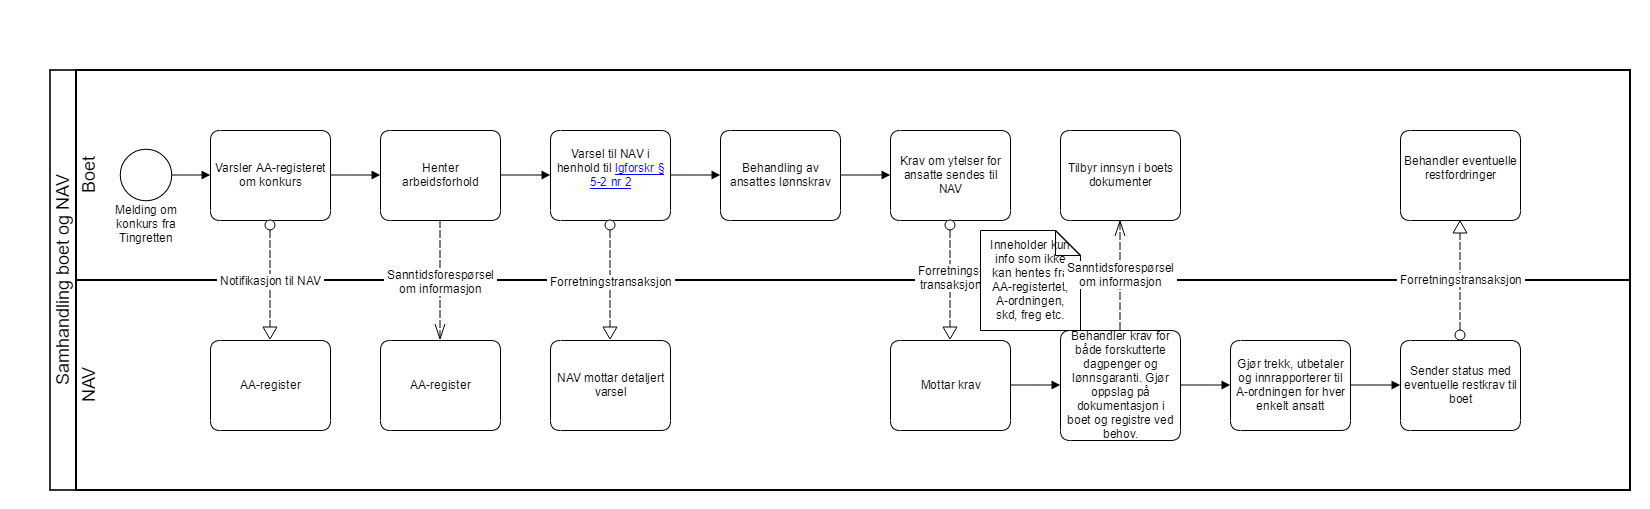 Samhandling boet og NAV
Boet
Melding om
konkurs fra
Tingretten
Varsler AA-registeret
om konkurs
Henter
arbeidsforhold
Varsel til NAV i
henhold til lgforskr §
5-2 nr 2
Behandling av
ansattes lønnskrav
Krav om ytelser for
ansatte sendes til
NAV
Tilbyr innsyn i boets
dokumenter
Behandler eventuelle
restfordringer
Notifikasjon til NAV
Sanntidsforespørsel
om informasjon
Forretningstransaksjon
Forretnings-
transaksjon
Inneholder kun
info som ikke
kan hentes fra
AA-registertet,
A-ordningen,
skd, freg etc.
Sanntidsforespørsel
om informasjon
Forretningstransaksjon
NAV
AA-register
AA-register
NAV mottar detaljert
varsel
Mottar krav
Behandler krav for
både forskutterte
dagpenger og
lønnsgaranti. Gjør
oppslag på
dokumentasjon i
boet og registre ved
behov.
Gjør trekk, utbetaler
og innrapporterer til
A-ordningen for hver
enkelt ansatt
Sender status med
eventuelle restkrav til
boet